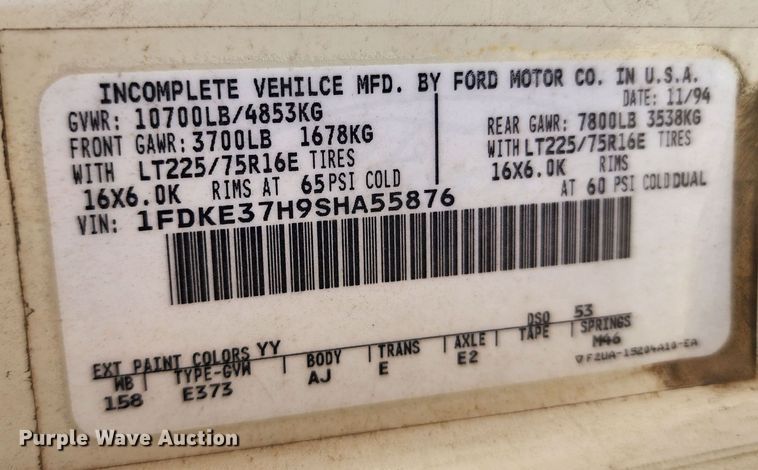 INCOMPLETE VEHILCE MFD. BY FORD MOTOR CO. IN U.S.A.
DATE: 11/94
GVWR: 10700LB/4853KG
FRONT GAWR: 3700LB 1678KG
WITH LT225/75R16E TIRES
16X6.0K RIMS AT 65 PSI COLD
REAR GAWR: 7800LB 3538KG
WITH LT225/75R16E TIRES
16X6.0K RIMS
AT 60 PSI COLD DUAL
VIN: 1FDKE37H9SHA55876
EXT PAINT COLORS YY DSO 53
WB TYPE-GVW BODY TRANS AXLE TAPE SPRINGS
158 E373 AJ E E2 M46
F2UA-15204A10-EA
Purple Wave Auction